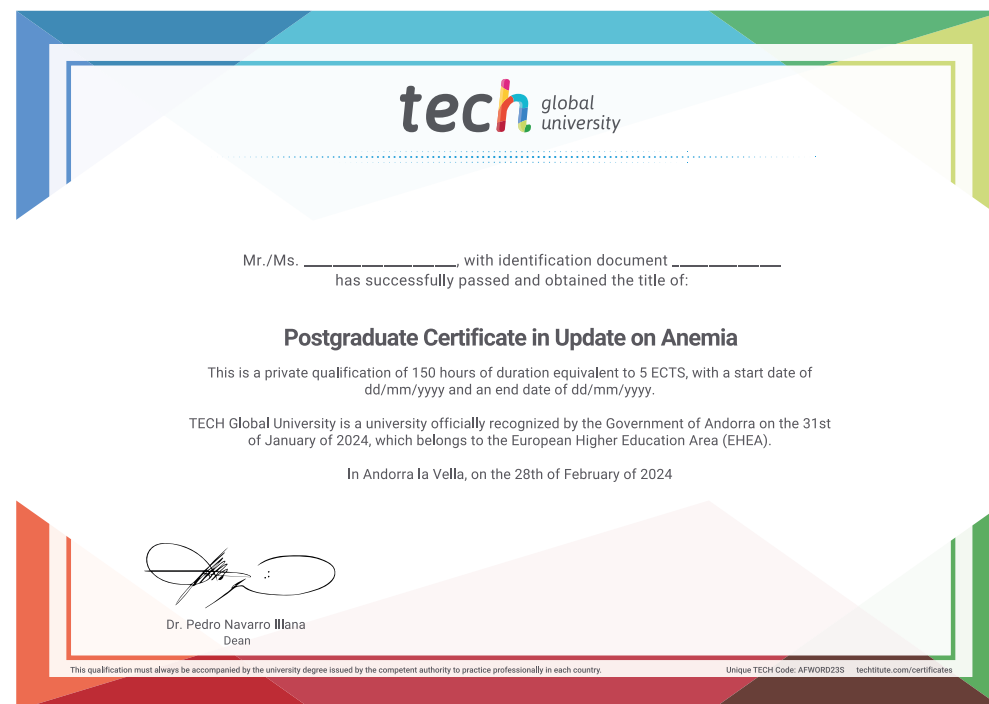 tech global university
Mr./Ms. ____________________, with identification document ______________
has successfully passed and obtained the title of:
Postgraduate Certificate in Update on Anemia
This is a private qualification of 150 hours of duration equivalent to 5 ECTS, with a start date of
dd/mm/yyyy and an end date of dd/mm/yyyy.
TECH Global University is a university officially recognized by the Government of Andorra on the 31st
of January of 2024, which belongs to the European Higher Education Area (EHEA).
In Andorra la Vella, on the 28th of February of 2024
Dr. Pedro Navarro Illana
Dean
This qualification must always be accompanied by the university degree issued by the competent authority to practice professionally in each country.
Unique TECH Code: AFWORD23S techtitute.com/certificates